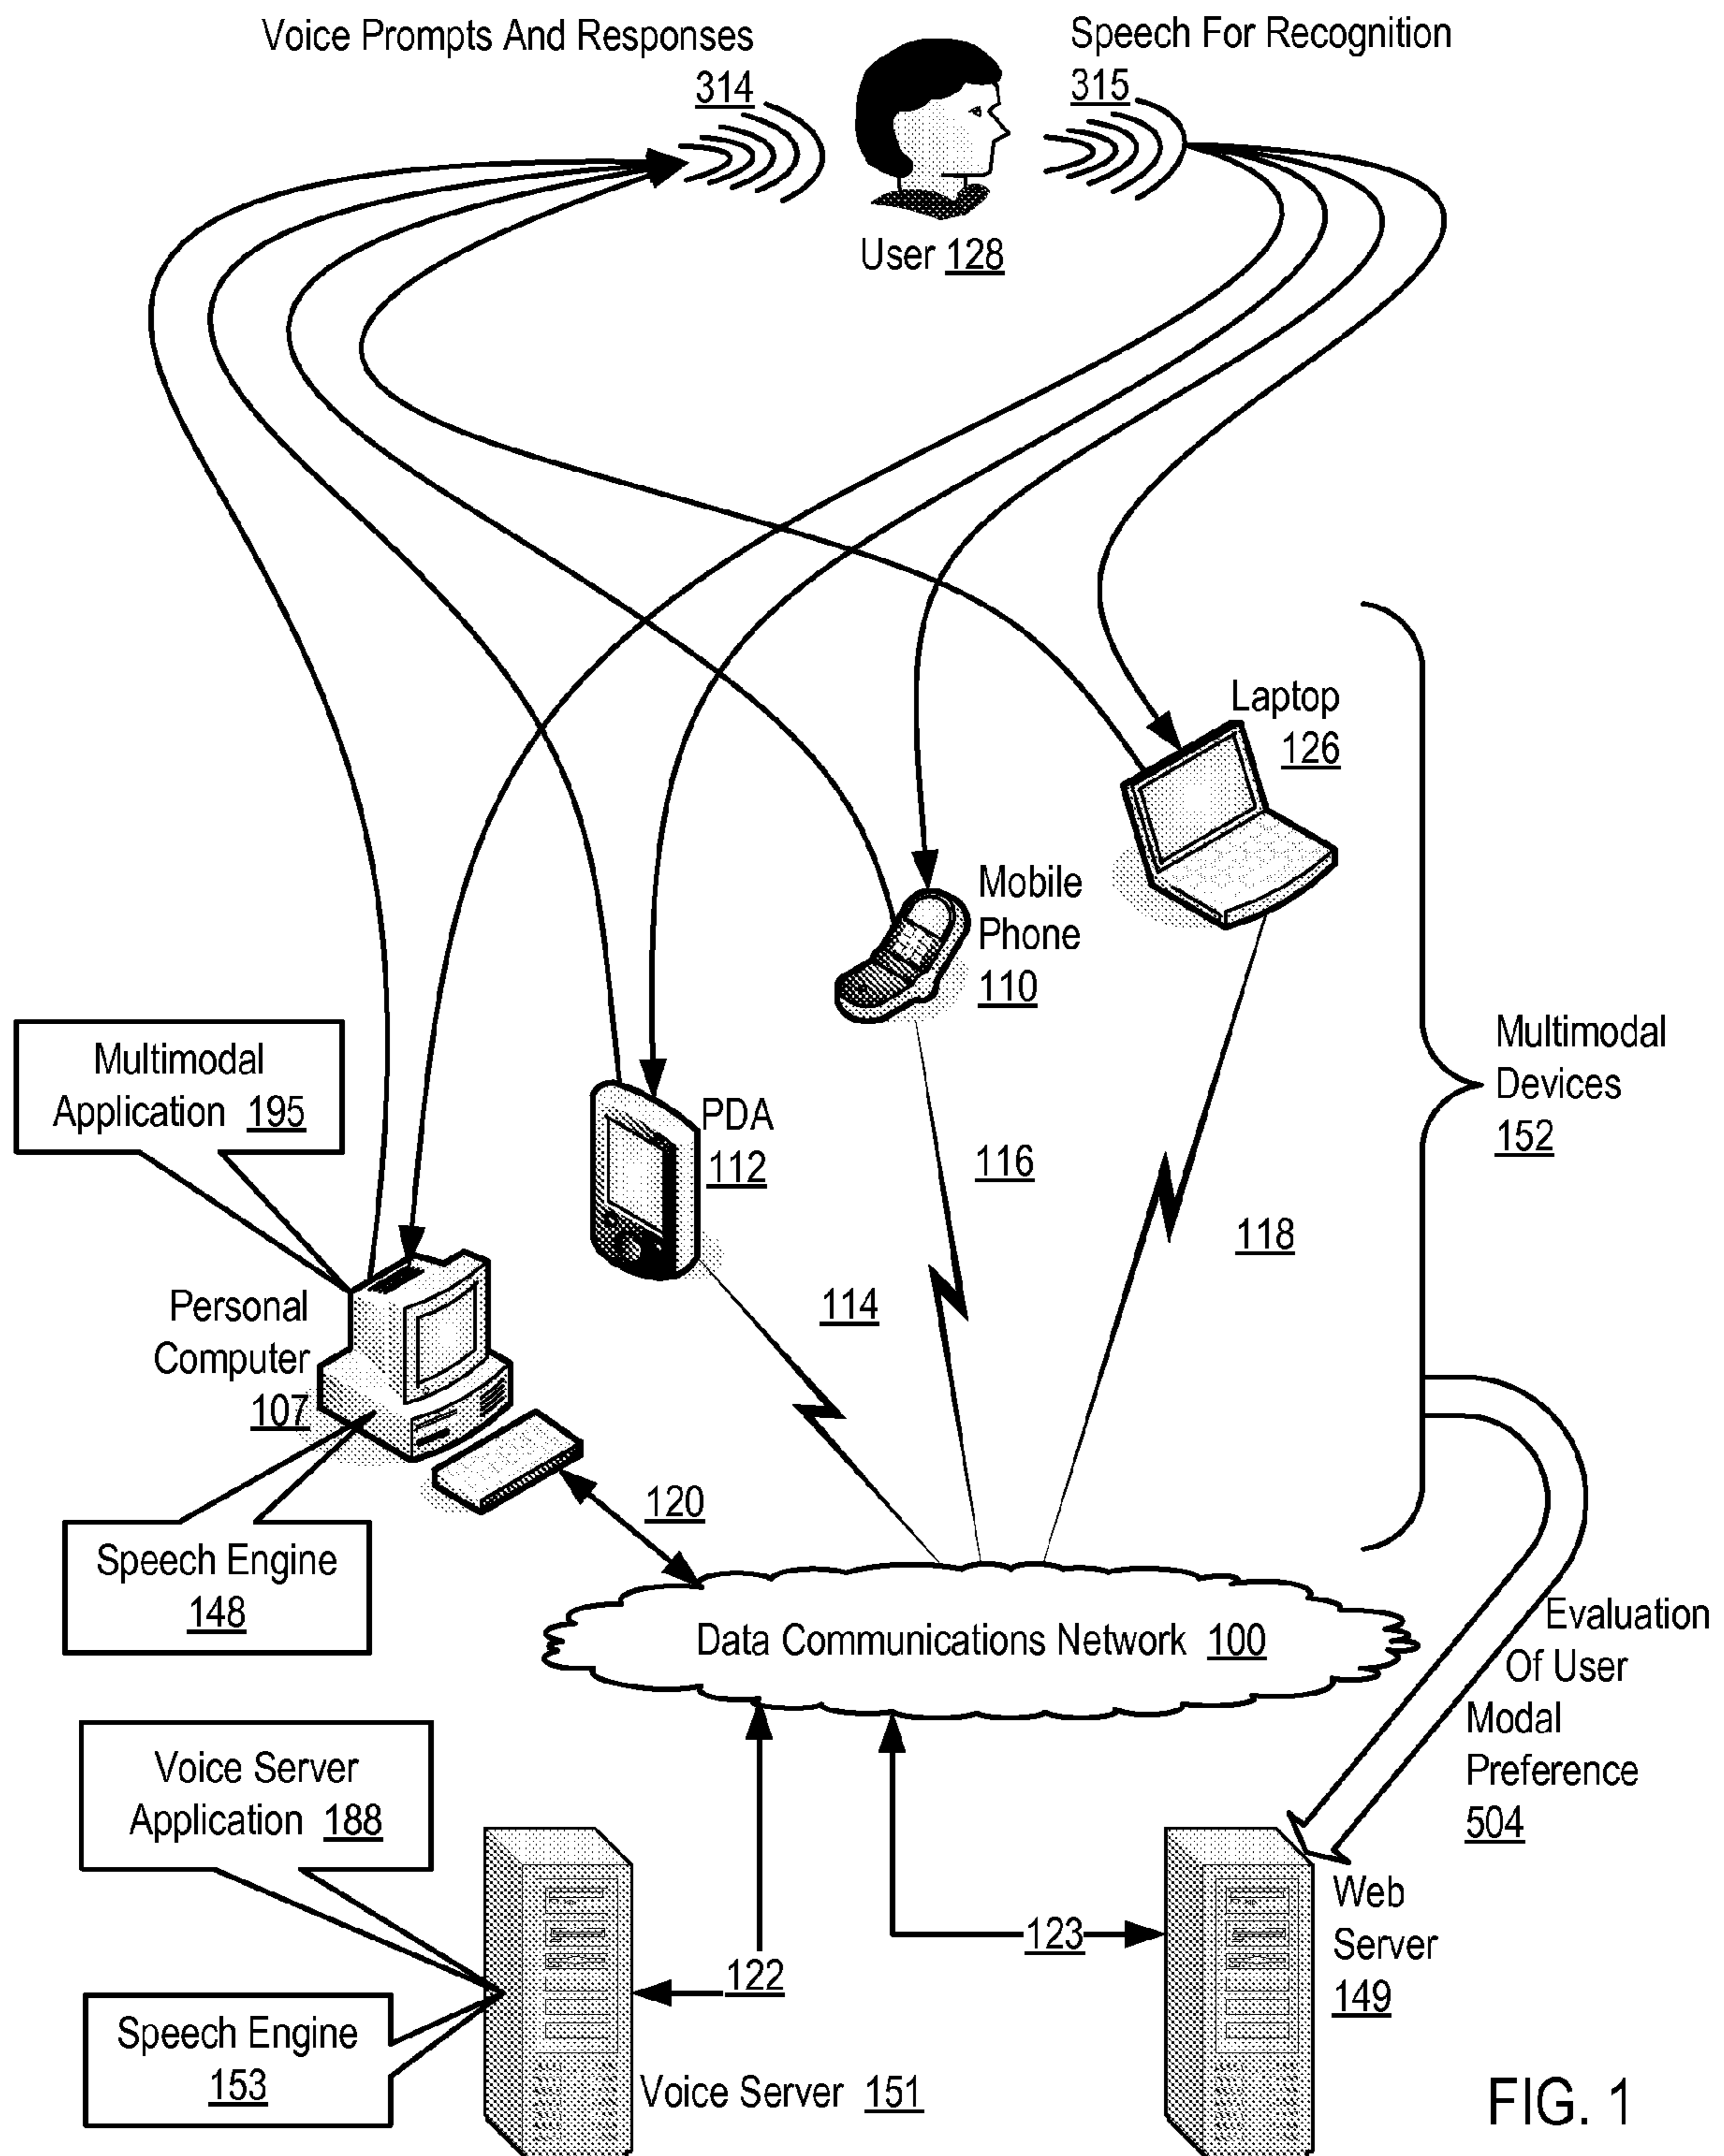 Voice Prompts And Responses
314
Speech For Recognition
315
User 128
Laptop
126
Mobile
Phone
110
Multimodal
Devices
152
Multimodal
Application 195
PDA
112
116
118
114
Personal
Computer
107
120
Speech Engine
148
Data Communications Network 100
Evaluation
Of User
Modal
Preference
504
Voice Server
Application 188
122
123
Web
Server
149
Speech Engine
153
Voice Server 151
FIG. 1